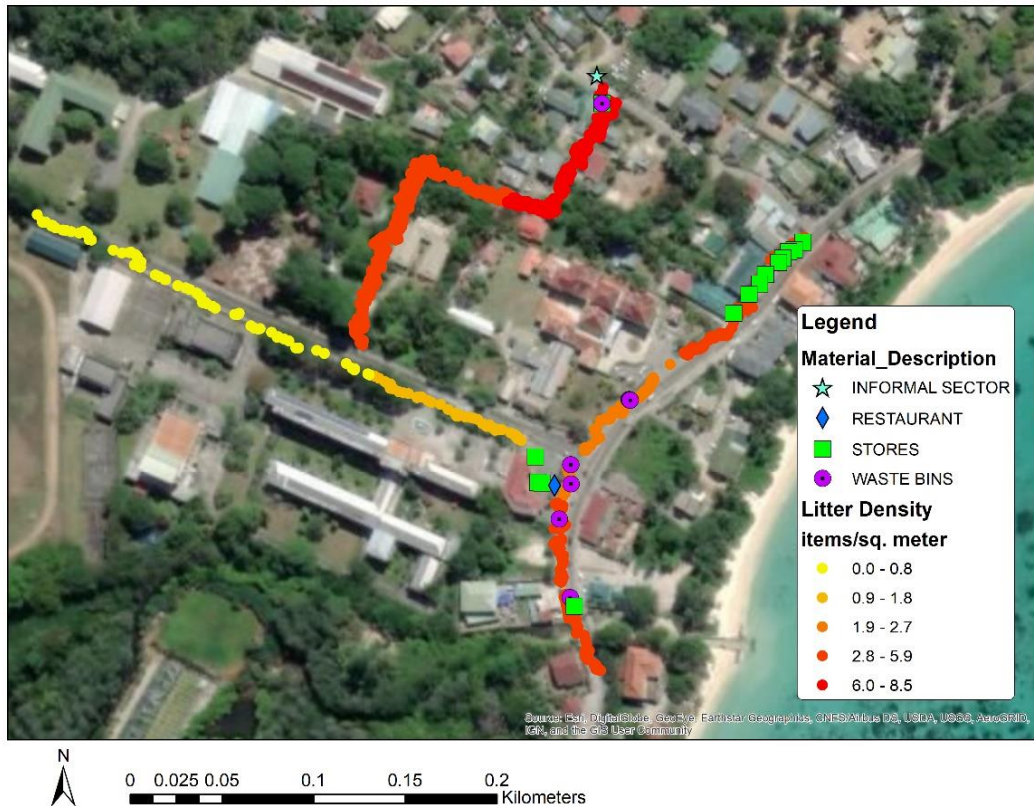 Legend
Material_Description
INFORMAL SECTOR
RESTAURANT
STORES
WASTE BINS
Litter Density
items/sq. meter
0.0 - 0.8
0.9 - 1.8
1.9 - 2.7
2.8 - 5.9
6.0 - 8.5
Source: Esri, DigitalGlobe, GeoEye, Earthstar Geographics, CNES/Airbus DS, USDA, USGS, AeroGRID,
IGN, and the GIS User Community
N
0 0.025 0.05 0.1 0.15 0.2
Kilometers